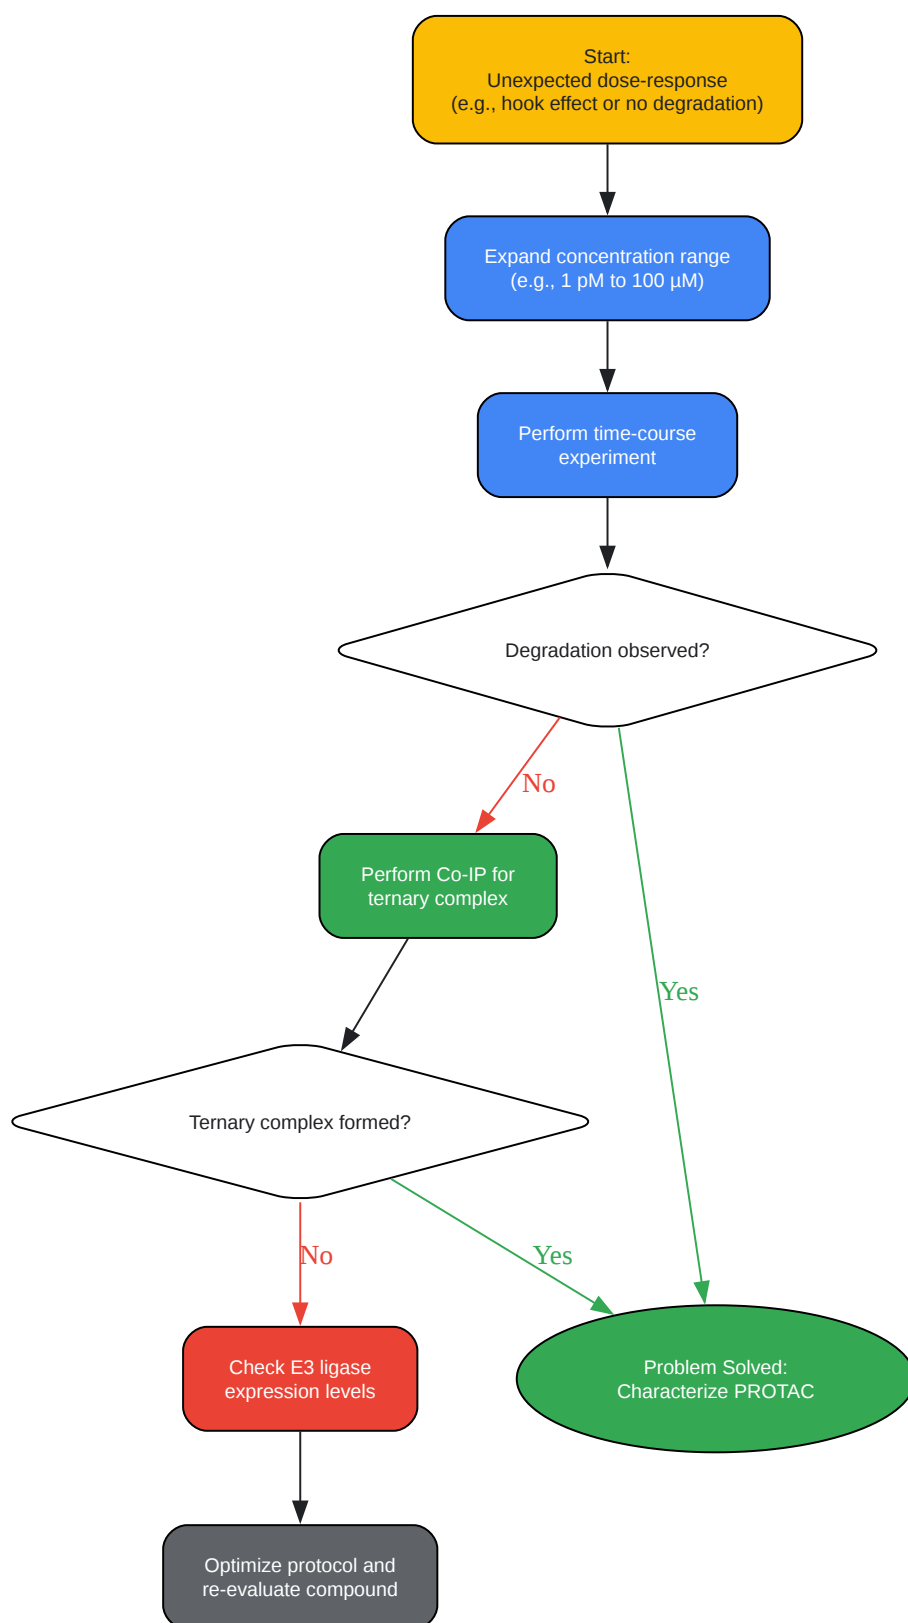 Start:
Unexpected dose-response
(e.g., hook effect or no degradation)
Expand concentration range
(e.g., 1 pM to 100 µM)
Perform time-course
experiment
Degradation observed?
No
Perform Co-IP for
ternary complex
Yes
Ternary complex formed?
No
Yes
Check E3 ligase
expression levels
Problem Solved:
Characterize PROTAC
Optimize protocol and
re-evaluate compound